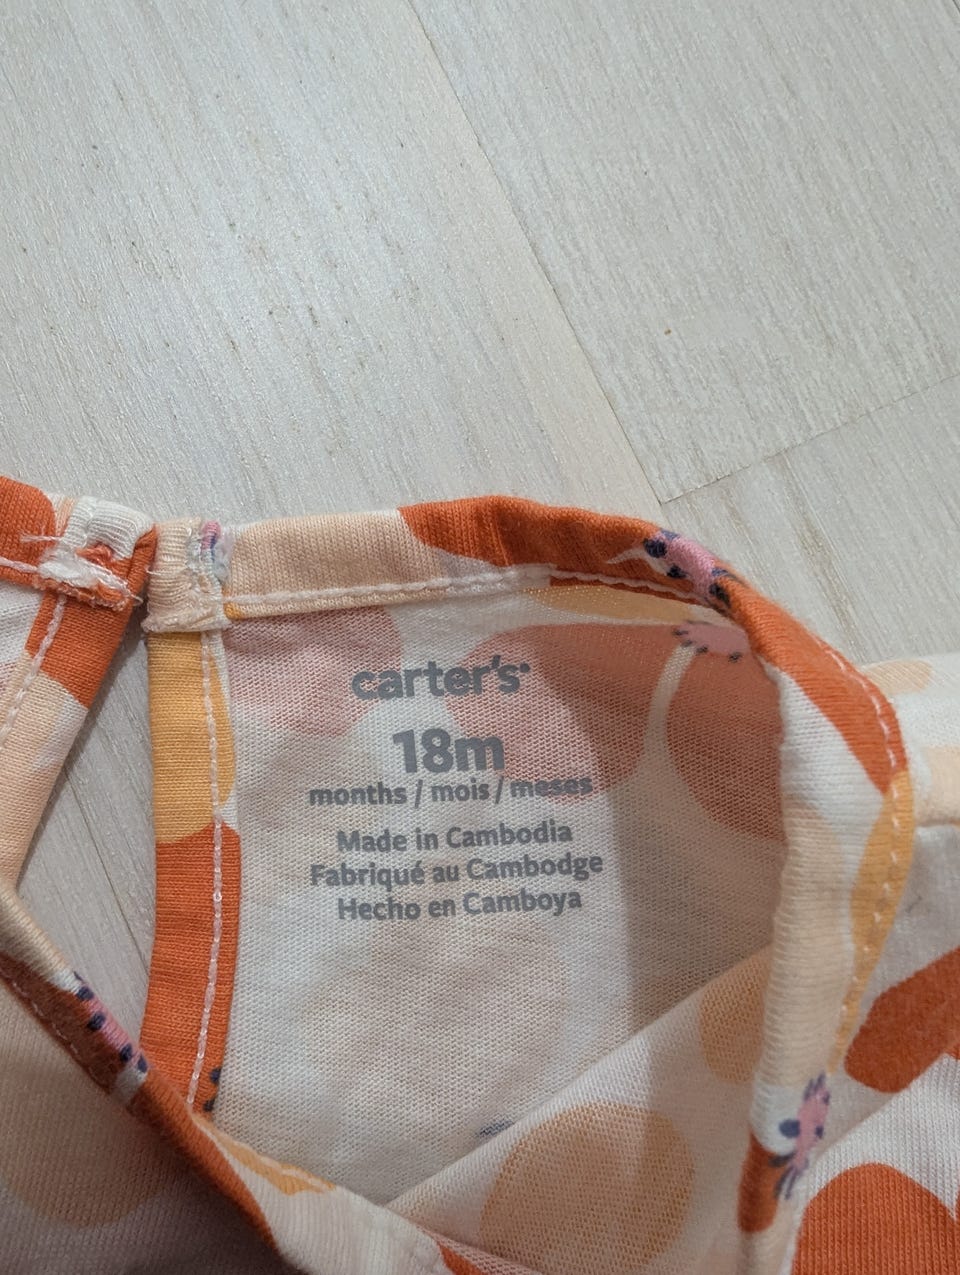 carter's
18m
months / mois / meses
Made in Cambodia
Fabriqué au Cambodge
Hecho en Camboya